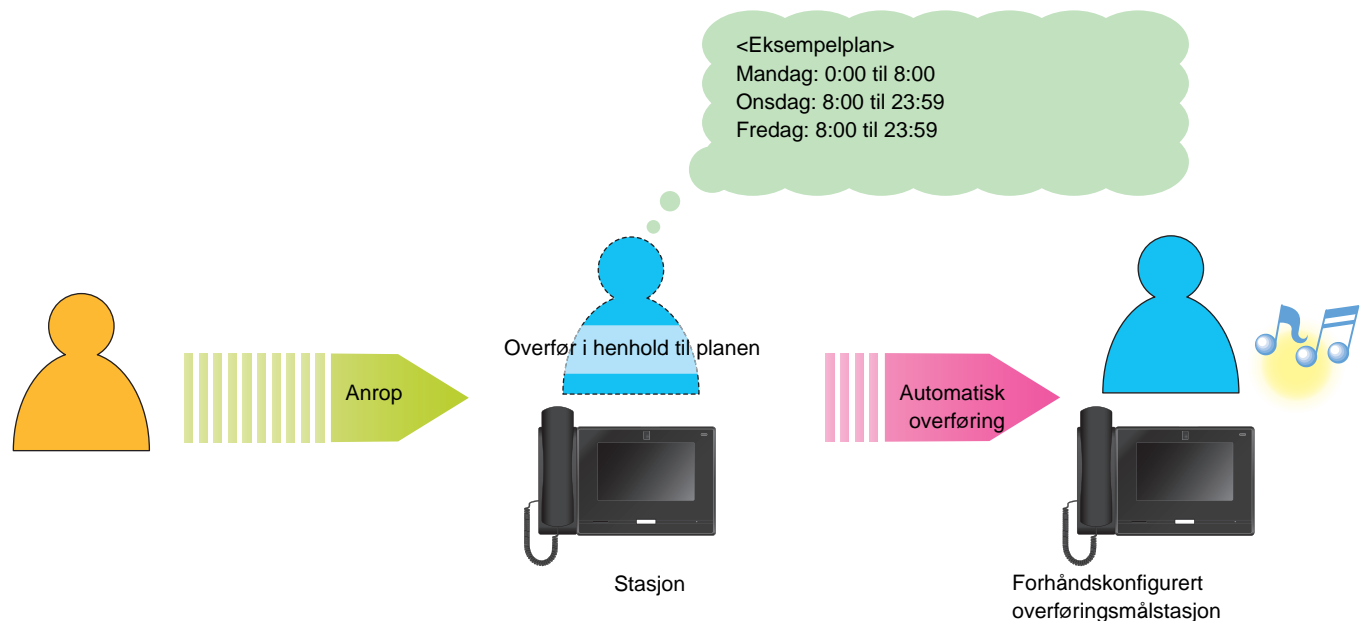 <Eksempelplan>
Mandag: 0:00 til 8:00
Onsdag: 8:00 til 23:59
Fredag: 8:00 til 23:59
Overfør i henhold til planen
Anrop
Automatisk
overføring
Stasjon
Forhåndskonfigurert
overføringsmålstasjon